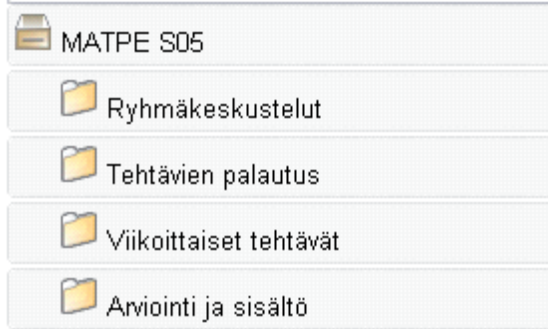 MATPE S05
Ryhmäkeskustelut
Tehtävien palautus
Viikoittaiset tehtävät
Arviointi ja sisältö